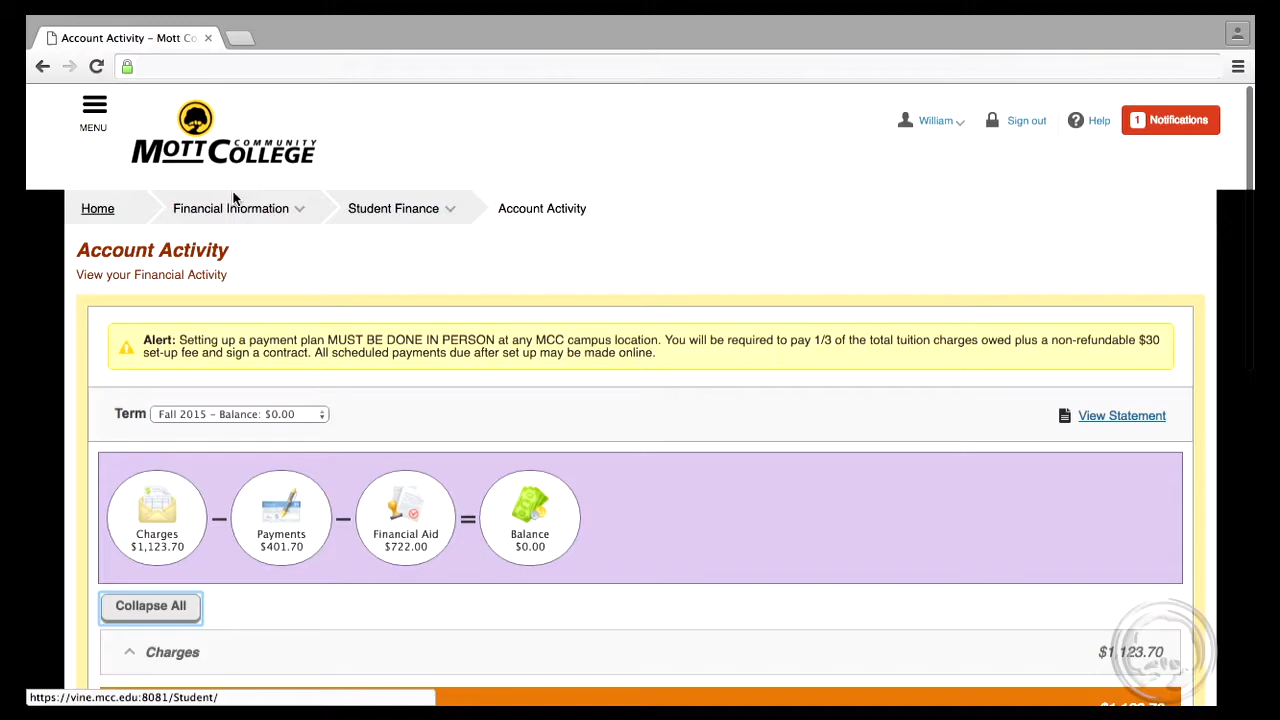 Account Activity – Mott Co
MENU
MOTT COMMUNITY COLLEGE
William
Sign out
Help
1 Notifications
Home
Financial Information
Student Finance
Account Activity
Account Activity
View your Financial Activity
Alert: Setting up a payment plan MUST BE DONE IN PERSON at any MCC campus location. You will be required to pay 1/3 of the total tuition charges owed plus a non-refundable $30
set-up fee and sign a contract. All scheduled payments due after set up may be made online.
Term Fall 2015 – Balance: $0.00
View Statement
Charges
$1,123.70
–
Payments
$401.70
–
Financial Aid
$722.00
=
Balance
$0.00
Collapse All
Charges
$1,123.70
$1,123.70
https://vine.mcc.edu:8081/Student/